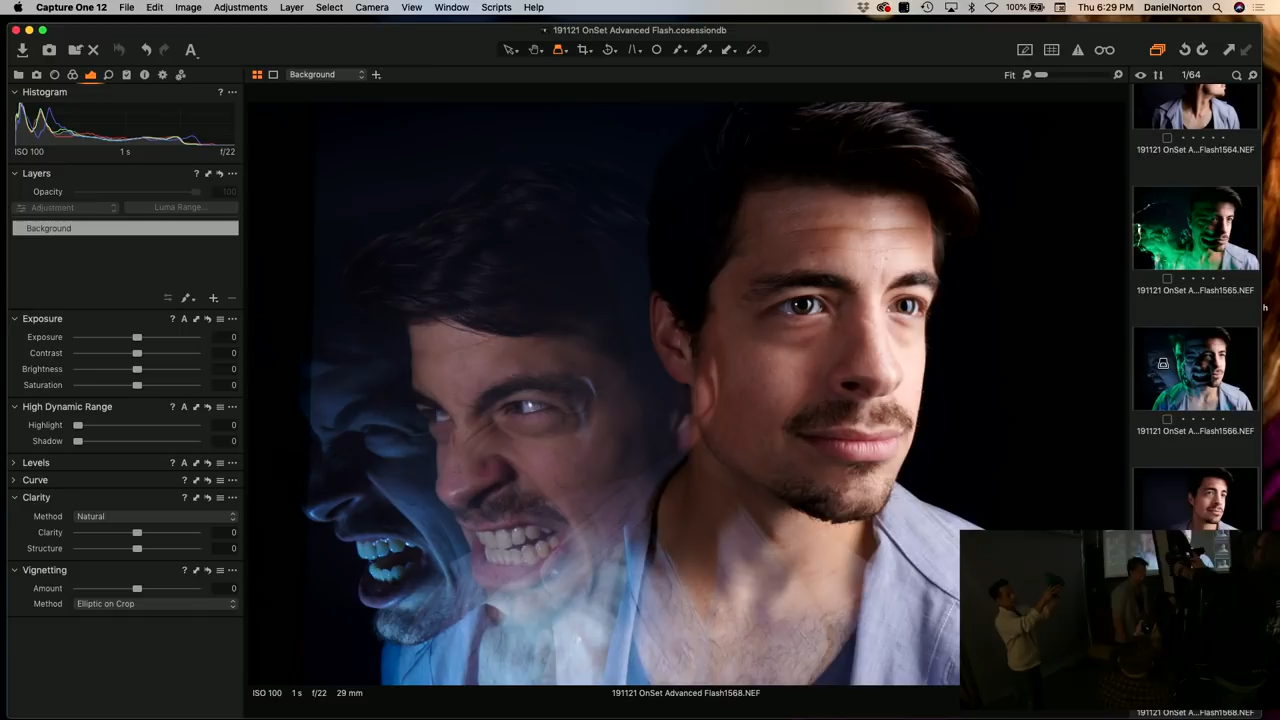 Capture One 12 File Edit Image Adjustments Layer Select Camera View Window Scripts Help
100% Thu 6:29 PM DanielNorton
191121 OnSet Advanced Flash.cosessiondb
Background
Fit
1/64
Histogram
ISO 100 1 s f/22
Layers
Opacity 100
Adjustment Luma Range...
Background
Exposure
Exposure 0
Contrast 0
Brightness 0
Saturation 0
High Dynamic Range
Highlight 0
Shadow 0
Levels
Curve
Clarity
Method Natural
Clarity 0
Structure 0
Vignetting
Amount 0
Method Elliptic on Crop
ISO 100 1 s f/22 29 mm
191121 OnSet Advanced Flash1568.NEF
191121 OnSet A...Flash1564.NEF
191121 OnSet A...Flash1565.NEF
191121 OnSet A...Flash1566.NEF
191121 OnSet A...Flash1568.NEF